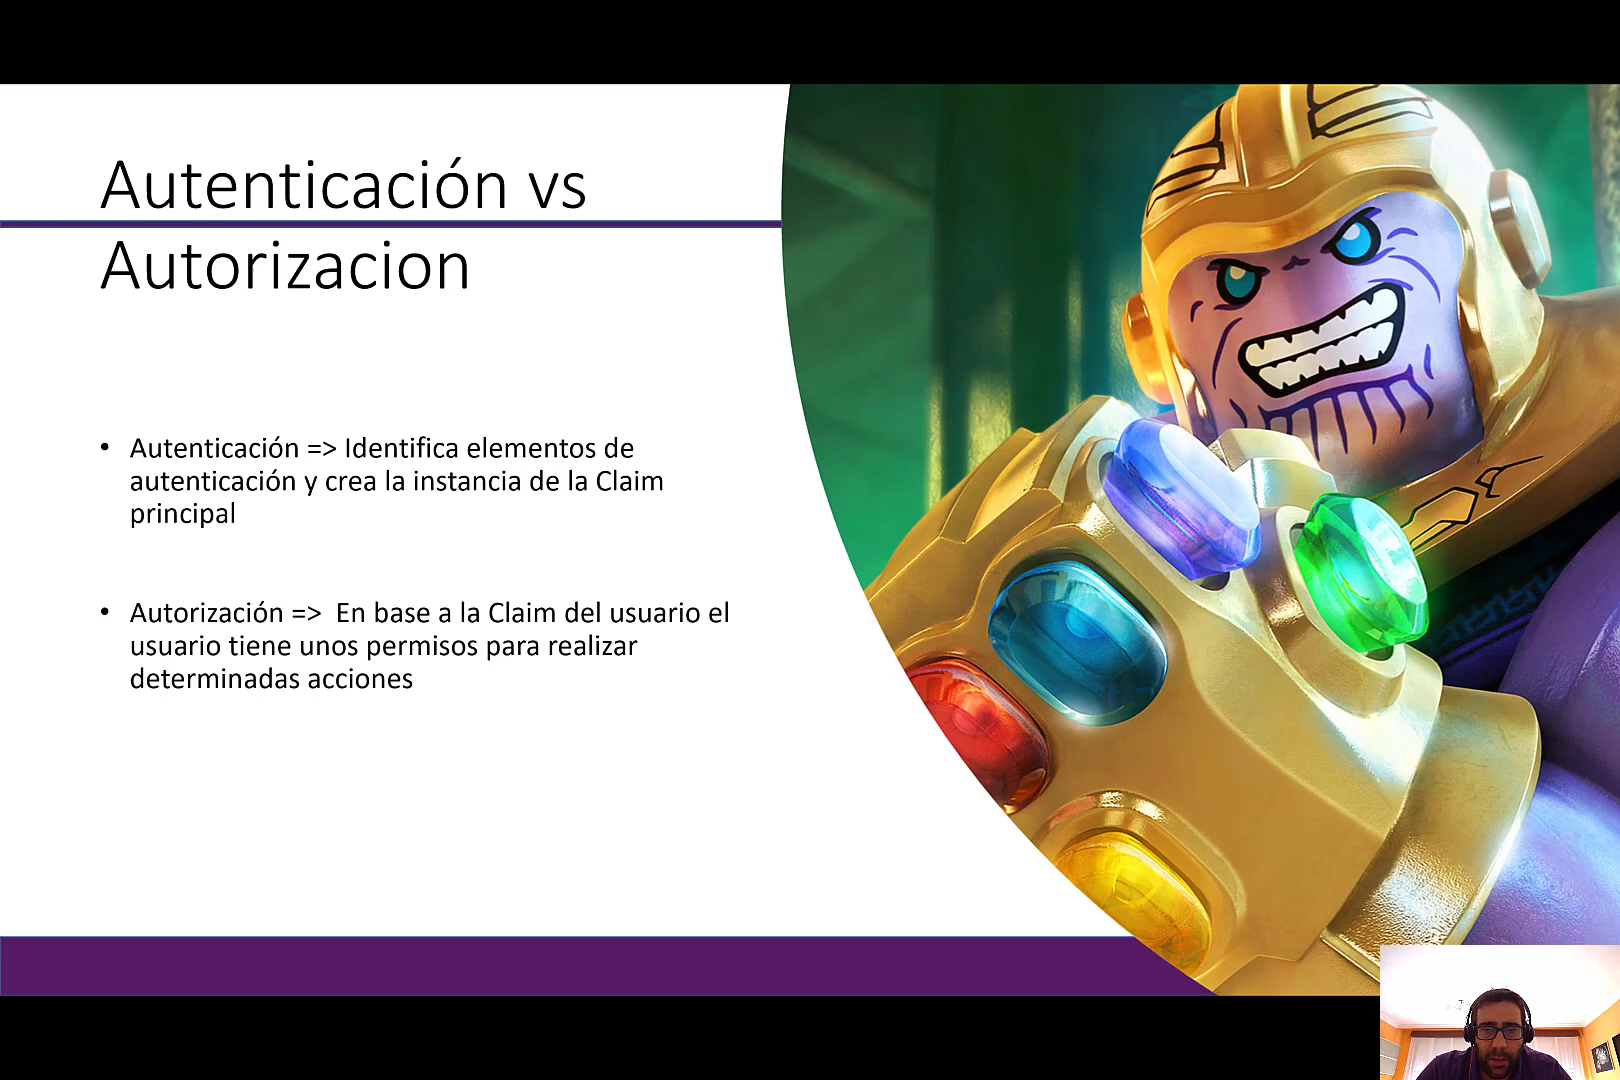 Autenticación vs
Autorizacion
• Autenticación => Identifica elementos de
autenticación y crea la instancia de la Claim
principal
• Autorización =>  En base a la Claim del usuario el
usuario tiene unos permisos para realizar
determinadas acciones